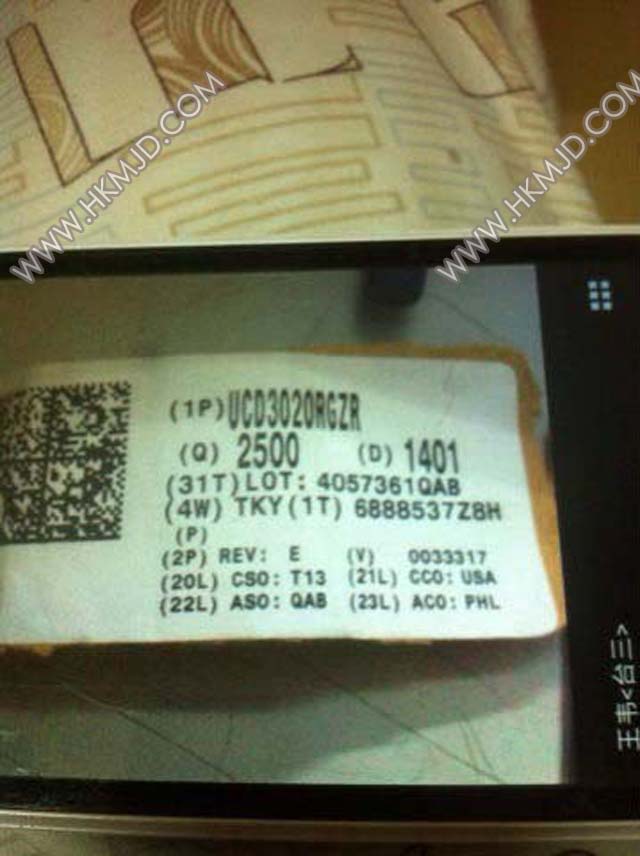 WWW.HKMJD.COM
WWW.HKMJD.COM
(1P)UCD3020RGZR
(Q) 2500 (D) 1401
(31T)LOT: 4057361QAB
(4W) TKY(1T) 6888537Z8H
(P)
(2P) REV: E (V) 0033317
(20L) CSO: T13 (21L) CCO: USA
(22L) ASO: QAB (23L) ACO: PHL
王韦<台三>